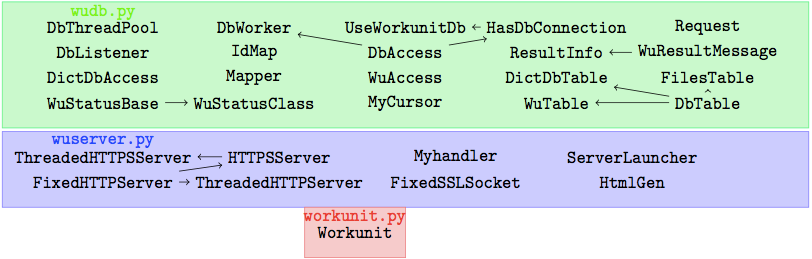 wudb.py
DbThreadPool DbWorker UseWorkunitDb HasDbConnection Request
DbListener IdMap DbAccess ResultInfo WuResultMessage
DictDbAccess Mapper WuAccess DictDbTable FilesTable
WuStatusBase WuStatusClass MyCursor WuTable DbTable
wuserver.py
ThreadedHTTPSServer HTTPSServer Myhandler ServerLauncher
FixedHTTPServer ThreadedHTTPServer FixedSSLSocket HtmlGen
workunit.py
Workunit